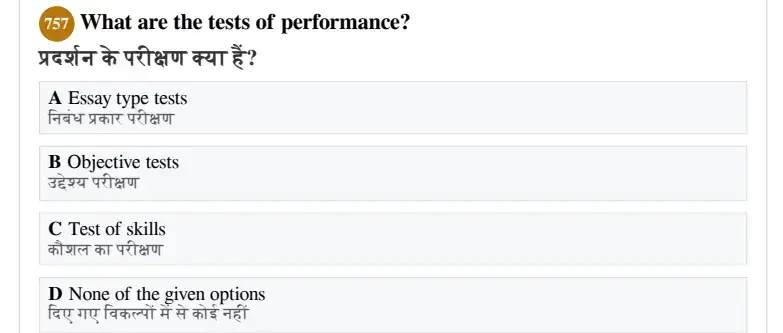 757 What are the tests of performance?
प्रदर्शन के परीक्षण क्या हैं?
A Essay type tests
निबंध प्रकार परीक्षण
B Objective tests
उद्देश्य परीक्षण
C Test of skills
कौशल का परीक्षण
D None of the given options
दिए गए विकल्पों में से कोई नहीं